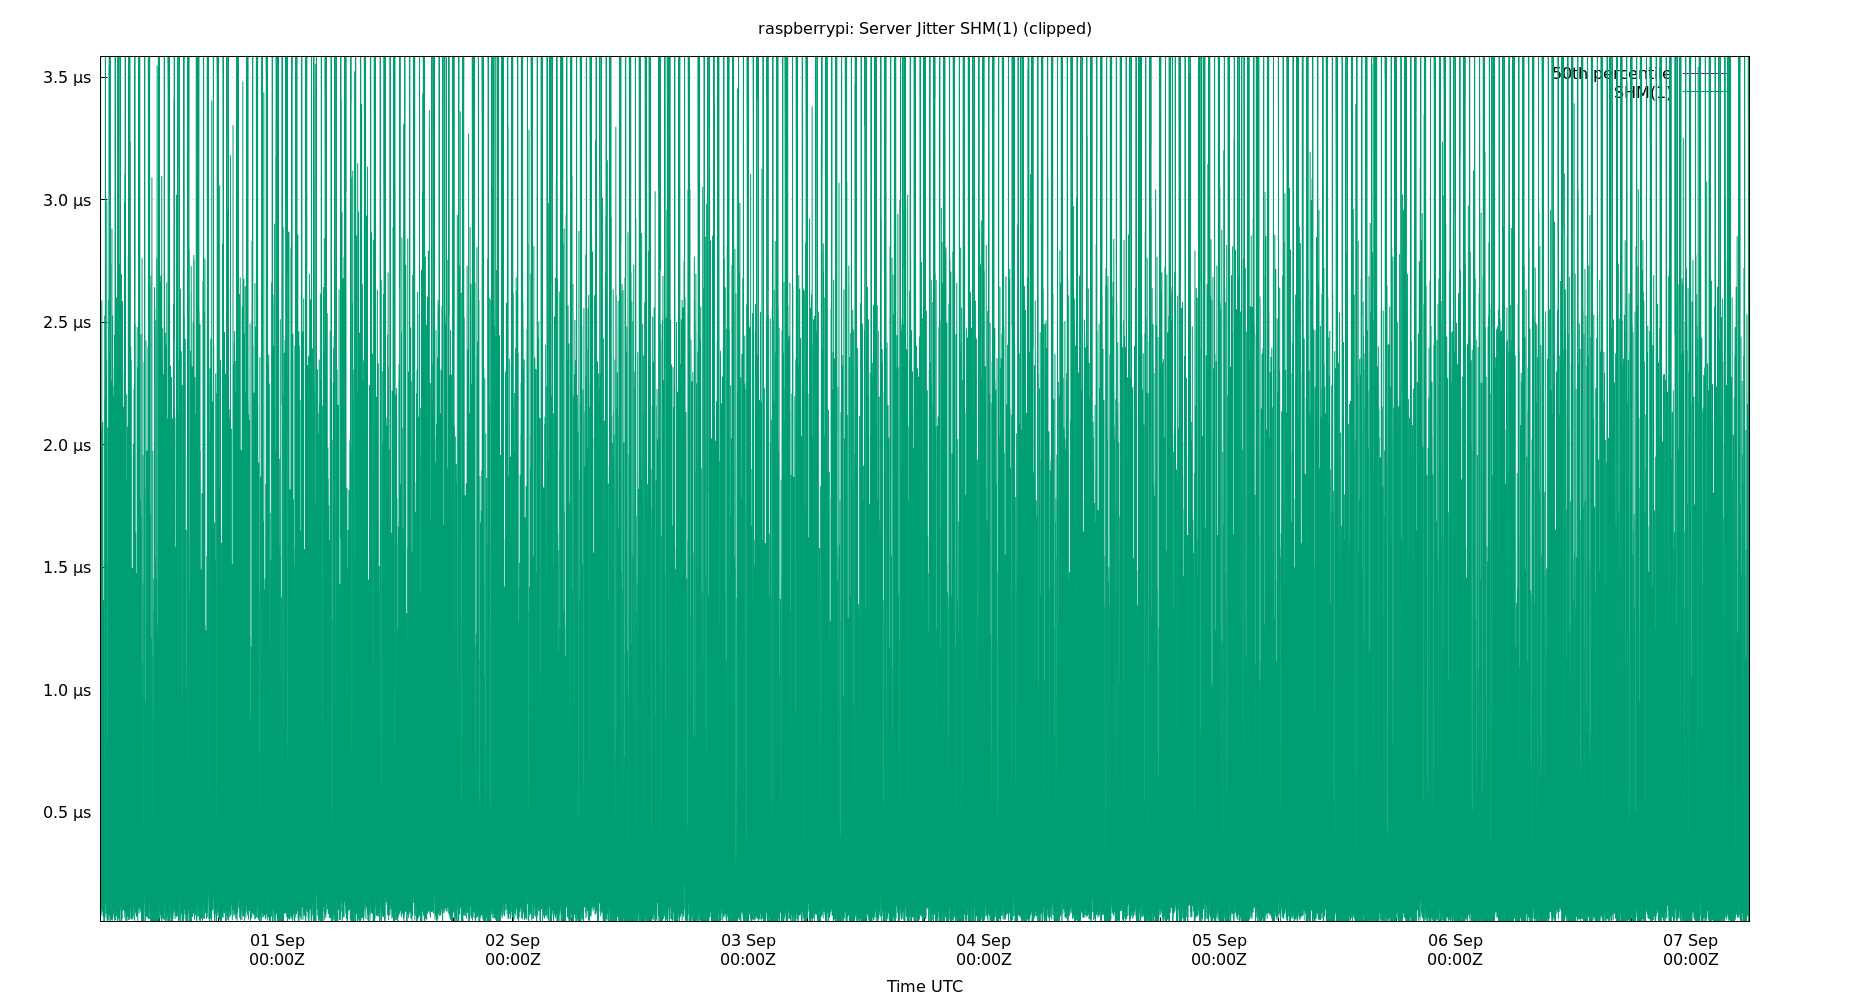 raspberrypi: Server Jitter SHM(1) (clipped)
3.5 µs
50th percentile
SHM(1)
3.0 µs
2.5 µs
2.0 µs
1.5 µs
1.0 µs
0.5 µs
01 Sep 02 Sep 03 Sep 04 Sep 05 Sep 06 Sep 07 Sep
00:00Z 00:00Z 00:00Z 00:00Z 00:00Z 00:00Z 00:00Z
Time UTC